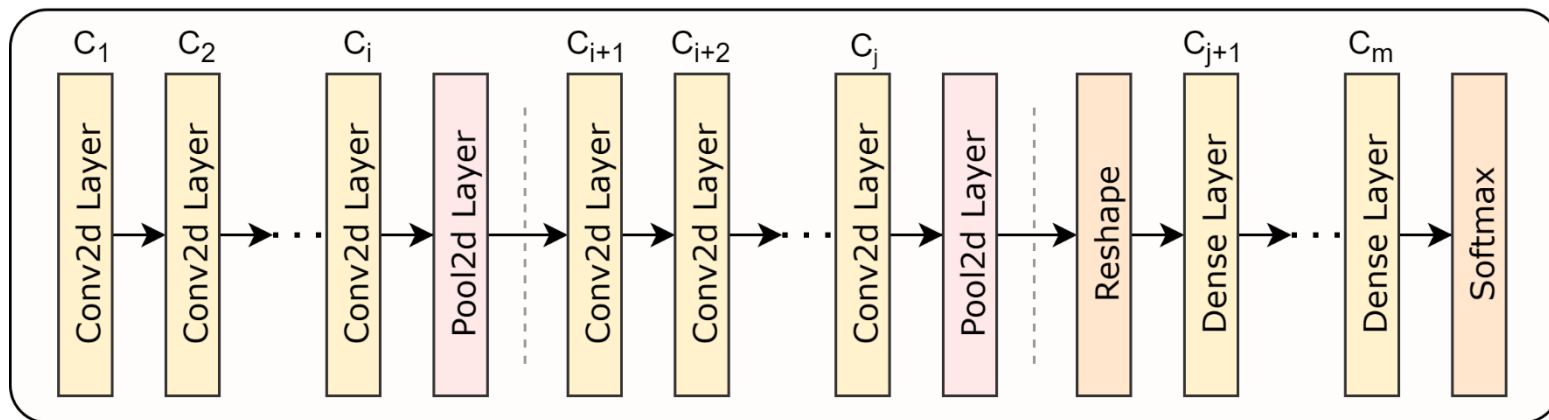 C1
C2
Ci
Ci+1
Ci+2
Cj
Cj+1
Cm
Conv2d Layer
Conv2d Layer
. . .
Conv2d Layer
Pool2d Layer
Conv2d Layer
Conv2d Layer
. . .
Conv2d Layer
Pool2d Layer
Reshape
Dense Layer
. . .
Dense Layer
Softmax